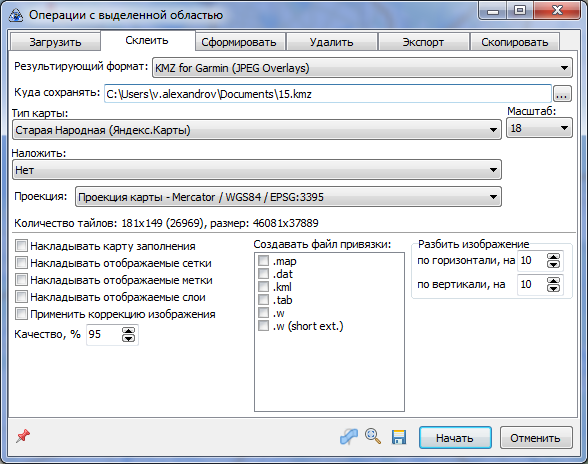 Операции с выделенной областью
Загрузить Склеить Сформировать Удалить Экспорт Скопировать
Результирующий формат: KMZ for Garmin (JPEG Overlays)
Куда сохранять: C:\Users\v.alexandrov\Documents\15.kmz ...
Тип карты: Масштаб:
Старая Народная (Яндекс.Карты) 18
Наложить:
Нет
Проекция: Проекция карты - Mercator / WGS84 / EPSG:3395
Количество тайлов: 181x149 (26969), размер: 46081x37889
Накладывать карту заполнения
Накладывать отображаемые сетки
Накладывать отображаемые метки
Накладывать отображаемые слои
Применить коррекцию изображения
Качество, % 95
Создавать файл привязки:
.map
.dat
.kml
.tab
.w
.w (short ext.)
Разбить изображение
по горизонтали, на 10
по вертикали, на 10
Начать Отменить